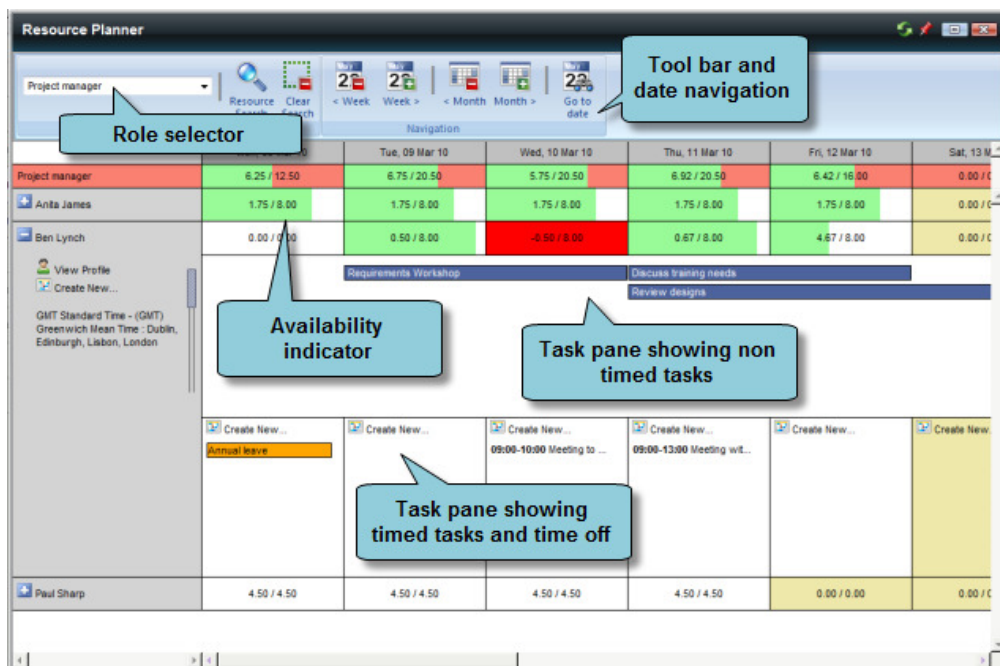 Resource Planner
Project manager
Resource Clear
Search Search
< Week Week > < Month Month > Go to
date
Navigation
Tool bar and
date navigation
Role selector
Tue, 09 Mar 10 Wed, 10 Mar 10 Thu, 11 Mar 10 Fri, 12 Mar 10 Sat, 13 M
Project manager 6.25 / 12.50 6.75 / 20.50 5.75 / 20.50 6.92 / 20.50 6.42 / 16.00 0.00 / 0
Anita James 1.75 / 8.00 1.75 / 8.00 1.75 / 8.00 1.75 / 8.00 1.75 / 8.00 0.00 / 0
Ben Lynch 0.00 / 0.00 0.50 / 8.00 -0.50 / 8.00 0.67 / 8.00 4.67 / 8.00 0.00 / 0
View Profile
Create New...
GMT Standard Time - (GMT)
Greenwich Mean Time : Dublin,
Edinburgh, Lisbon, London
Requirements Workshop Discuss training needs
Review designs
Availability
indicator
Task pane showing non
timed tasks
Create New... Create New... Create New... Create New... Create New... Create New
Annual leave 09:00-10:00 Meeting to ... 09:00-13:00 Meeting wit...
Task pane showing
timed tasks and time off
Paul Sharp 4.50 / 4.50 4.50 / 4.50 4.50 / 4.50 4.50 / 4.50 0.00 / 0.00 0.00 / 0